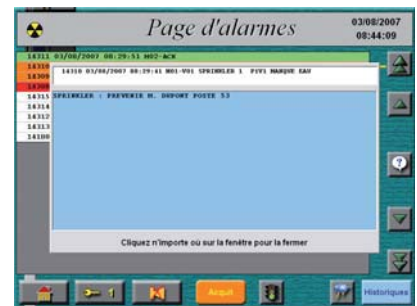 Page d'alarmes
03/08/2007
08:44:09
14311 03/08/2007 08:29:51 M02-ACK
14310
14310 03/08/2007 08:29:41 M01-V01 SPRINKLER 1 P1V1 MANQUE EAU
14309
14308
14315
SPRINKLER : PREVENIR M. DUPONT POSTE 53
14314
14312
14313
14100
Cliquez n'importe où sur la fenêtre pour la fermer
1
Acquit
Historiques